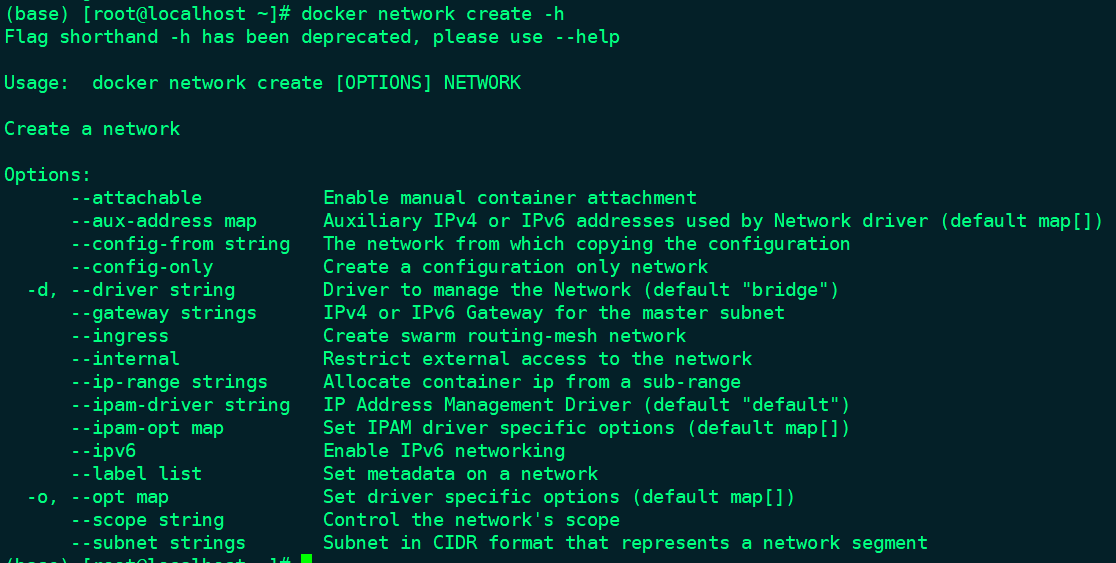 (base) [root@localhost ~]# docker network create -h
Flag shorthand -h has been deprecated, please use --help
Usage:  docker network create [OPTIONS] NETWORK
Create a network
Options:
      --attachable           Enable manual container attachment
      --aux-address map      Auxiliary IPv4 or IPv6 addresses used by Network driver (default map[])
      --config-from string   The network from which copying the configuration
      --config-only          Create a configuration only network
  -d, --driver string        Driver to manage the Network (default "bridge")
      --gateway strings      IPv4 or IPv6 Gateway for the master subnet
      --ingress              Create swarm routing-mesh network
      --internal             Restrict external access to the network
      --ip-range strings     Allocate container ip from a sub-range
      --ipam-driver string   IP Address Management Driver (default "default")
      --ipam-opt map         Set IPAM driver specific options (default map[])
      --ipv6                 Enable IPv6 networking
      --label list           Set metadata on a network
  -o, --opt map              Set driver specific options (default map[])
      --scope string         Control the network's scope
      --subnet strings       Subnet in CIDR format that represents a network segment
(base) [root@localhost ~]#